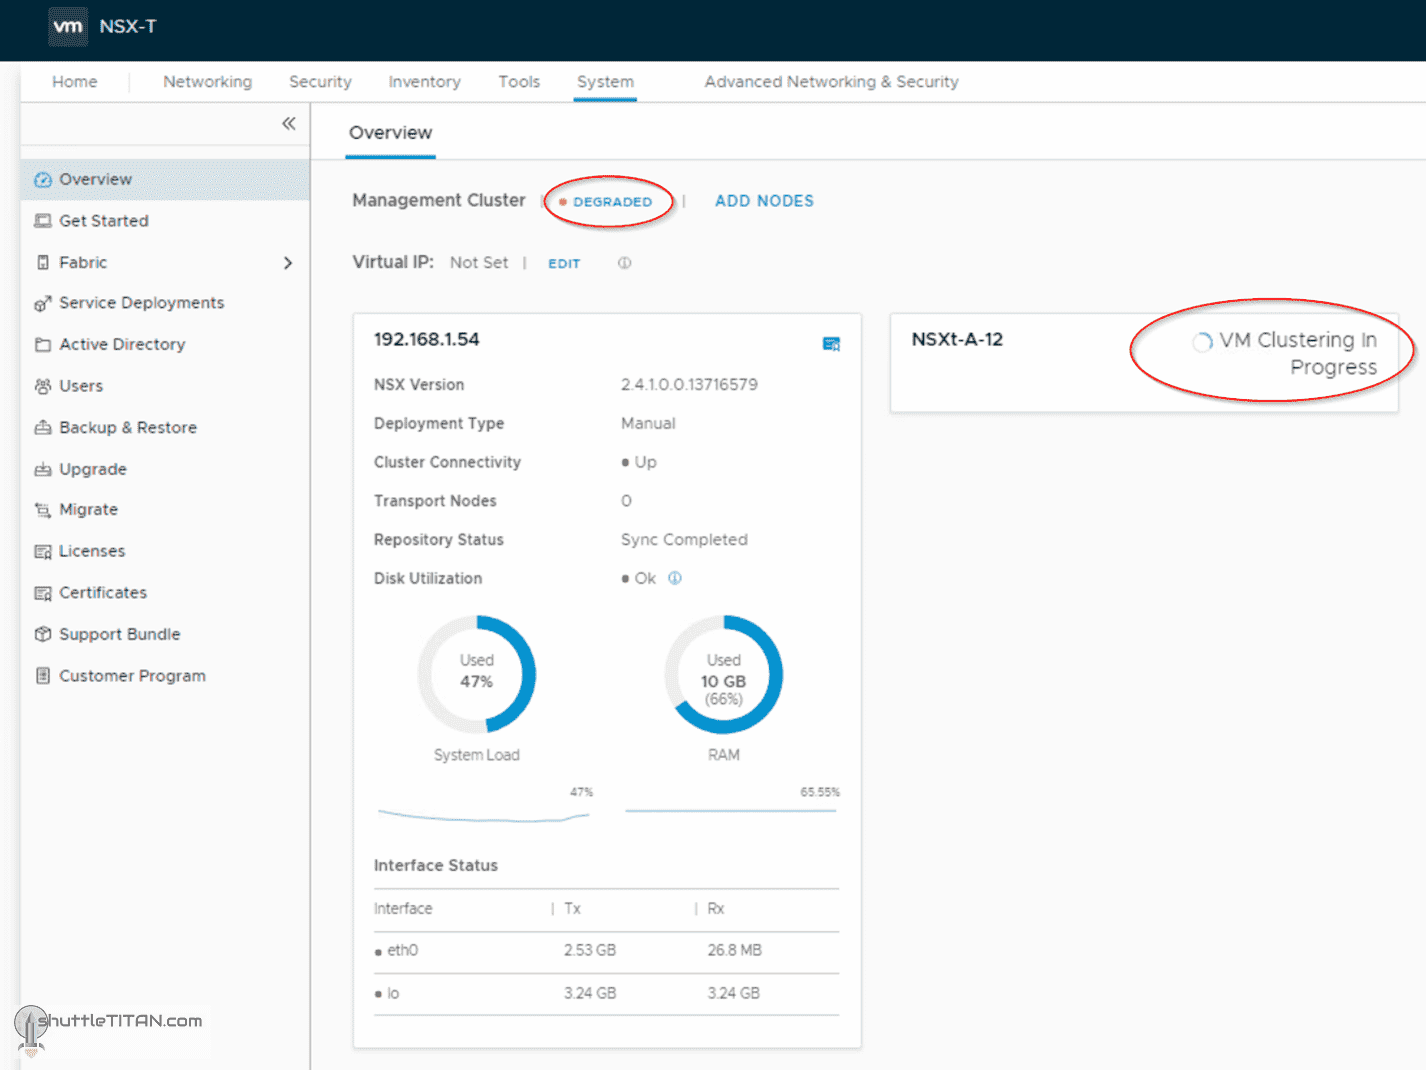 vm NSX-T
Home Networking Security Inventory Tools System Advanced Networking & Security
Overview
Get Started
Fabric
Service Deployments
Active Directory
Users
Backup & Restore
Upgrade
Migrate
Licenses
Certificates
Support Bundle
Customer Program
Overview
Management Cluster | DEGRADED | ADD NODES
Virtual IP: Not Set | EDIT
192.168.1.54
NSX Version 2.4.1.0.0.13716579
Deployment Type Manual
Cluster Connectivity Up
Transport Nodes 0
Repository Status Sync Completed
Disk Utilization Ok
Used
47%
System Load
Used
10 GB
(66%)
RAM
47%
65.55%
Interface Status
Interface | Tx | Rx
eth0 2.53 GB 26.8 MB
lo 3.24 GB 3.24 GB
NSXt-A-12
VM Clustering In
Progress
shuttleTITAN.com